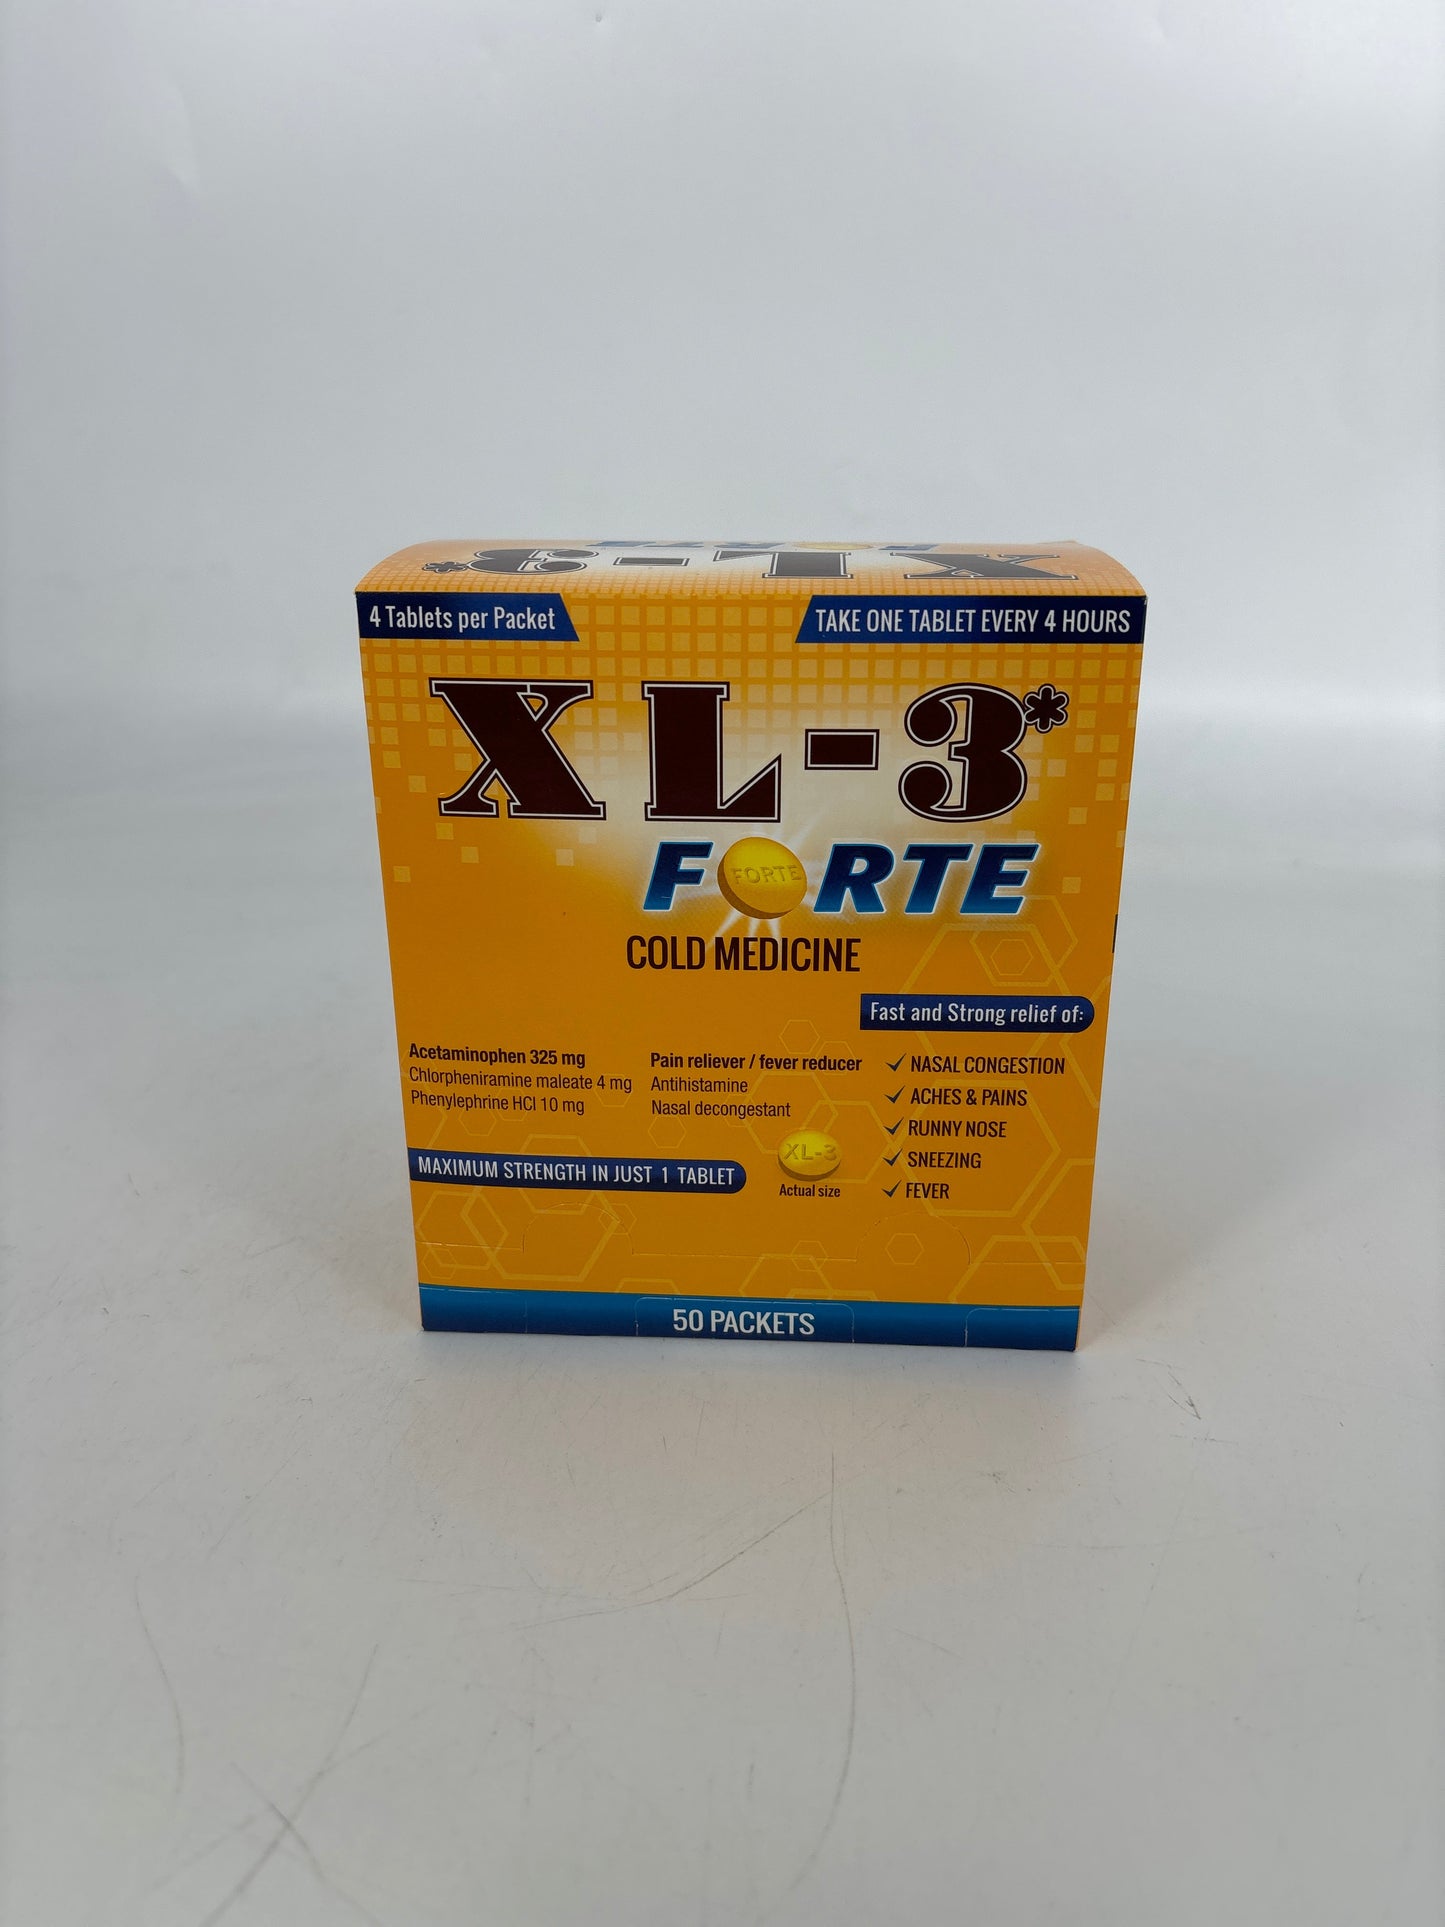 XL-3*
FORTE
4 Tablets per Packet
TAKE ONE TABLET EVERY 4 HOURS
XL-3*
FORTE
COLD MEDICINE
Fast and Strong relief of:
Acetaminophen 325 mg
Pain reliever / fever reducer
Chlorpheniramine maleate 4 mg
Antihistamine
Phenylephrine HCl 10 mg
Nasal decongestant
NASAL CONGESTION
ACHES & PAINS
RUNNY NOSE
SNEEZING
FEVER
MAXIMUM STRENGTH IN JUST 1 TABLET
XL-3
Actual size
50 PACKETS